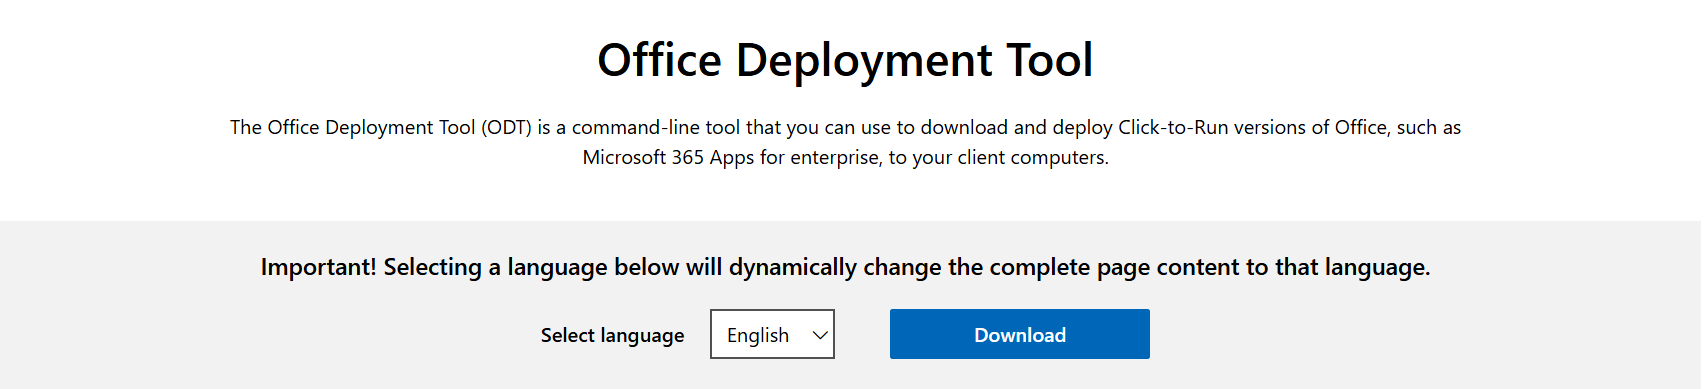 Office Deployment Tool
The Office Deployment Tool (ODT) is a command-line tool that you can use to download and deploy Click-to-Run versions of Office, such as
Microsoft 365 Apps for enterprise, to your client computers.
Important! Selecting a language below will dynamically change the complete page content to that language.
Select language English Download